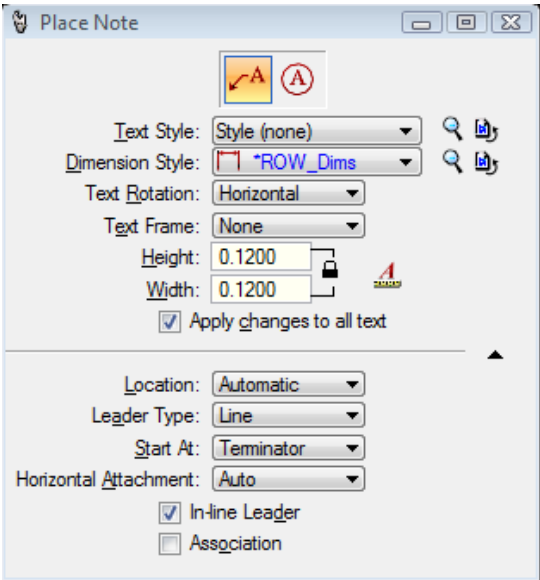 Place Note
A A
Text Style: Style (none)
Dimension Style: *ROW_Dims
Text Rotation: Horizontal
Text Frame: None
Height: 0.1200
Width: 0.1200
A
Apply changes to all text
Location: Automatic
Leader Type: Line
Start At: Terminator
Horizontal Attachment: Auto
In-line Leader
Association